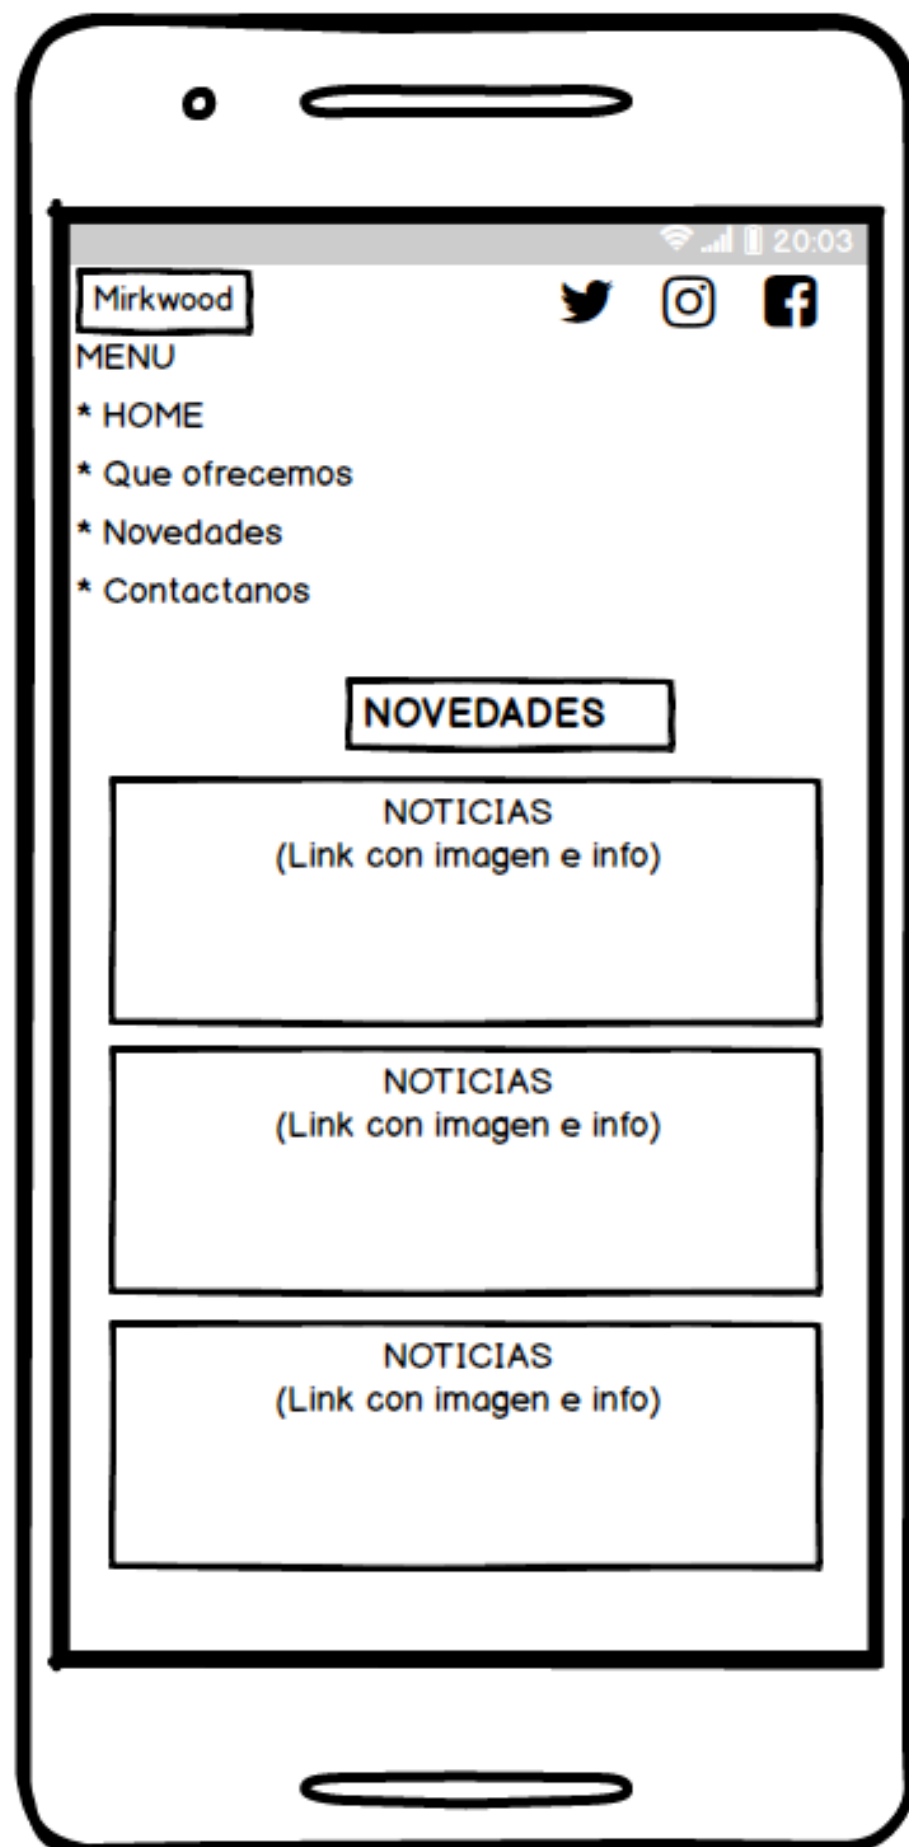 20:03
Mirkwood
MENU
* HOME
* Que ofrecemos
* Novedades
* Contactanos
NOVEDADES
NOTICIAS
(Link con imagen e info)
NOTICIAS
(Link con imagen e info)
NOTICIAS
(Link con imagen e info)